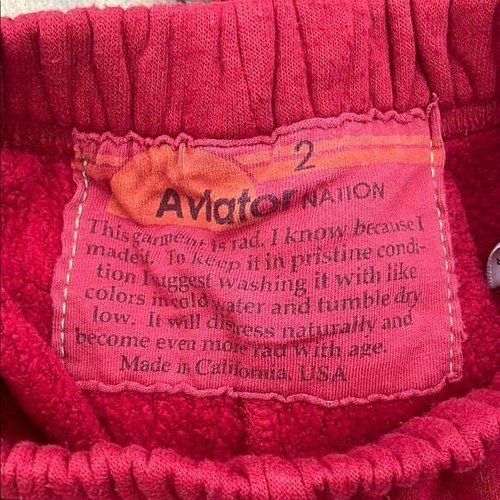 2
Aviator NATION
This garment is rad. I know because I
made it. To keep it in pristine condi-
tion I suggest washing it with like
colors in cold water and tumble dry
low. It will distress naturally and
become even more rad with age.
Made in California, USA